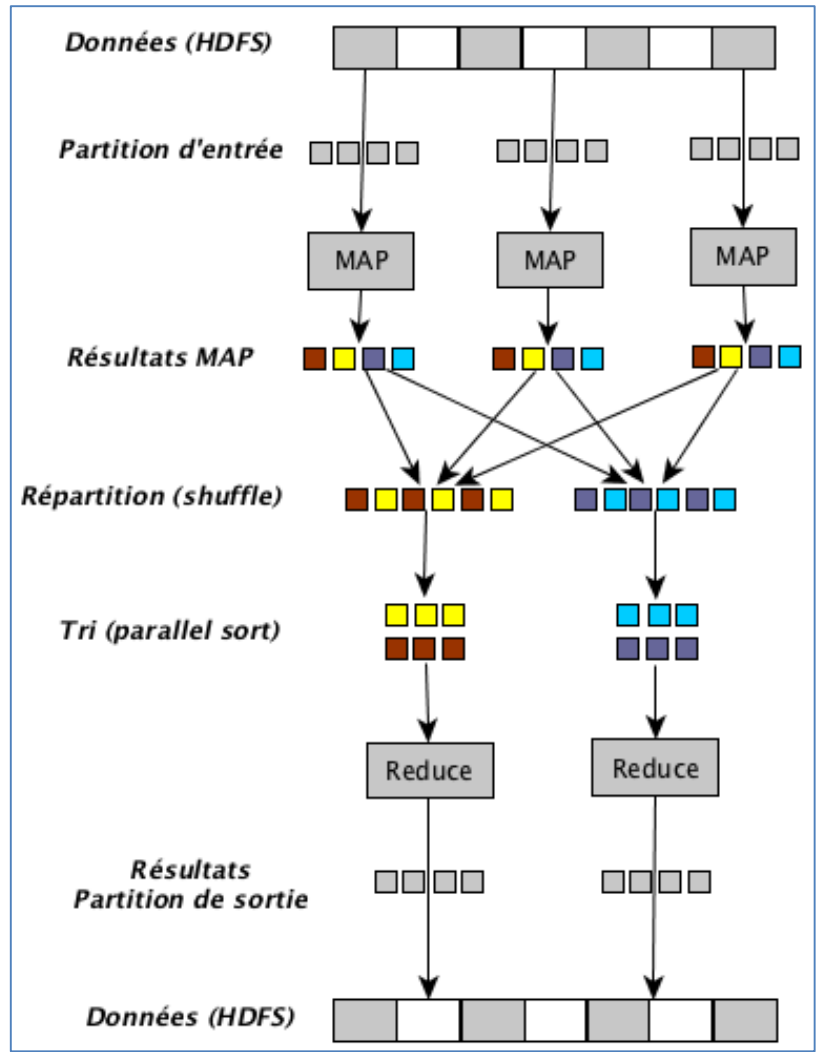 Données (HDFS)
Partition d'entrée
MAP
MAP
MAP
Résultats MAP
Répartition (shuffle)
Tri (parallel sort)
Reduce
Reduce
Résultats
Partition de sortie
Données (HDFS)